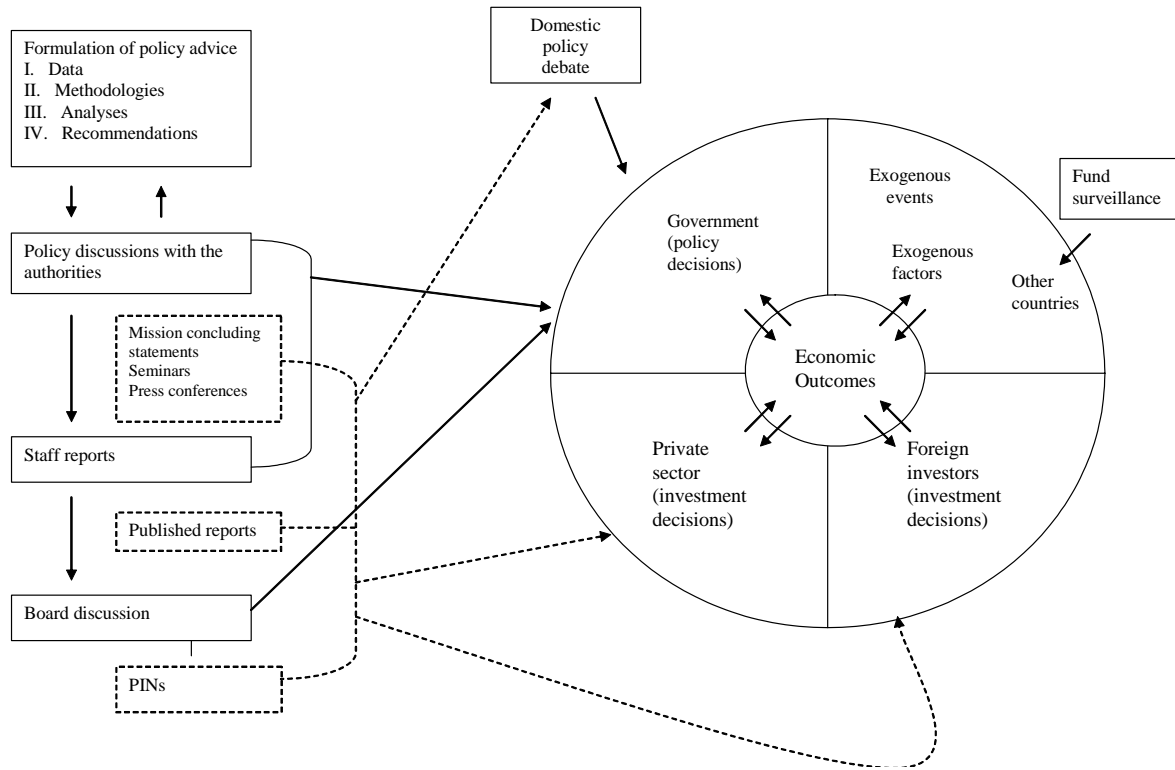 Formulation of policy advice
I. Data
II. Methodologies
III. Analyses
IV. Recommendations
Policy discussions with the
authorities
Mission concluding
statements
Seminars
Press conferences
Staff reports
Published reports
Board discussion
PINs
Domestic
policy
debate
Government
(policy
decisions)
Exogenous
events
Exogenous
factors
Other
countries
Fund
surveillance
Economic
Outcomes
Private
sector
(investment
decisions)
Foreign
investors
(investment
decisions)